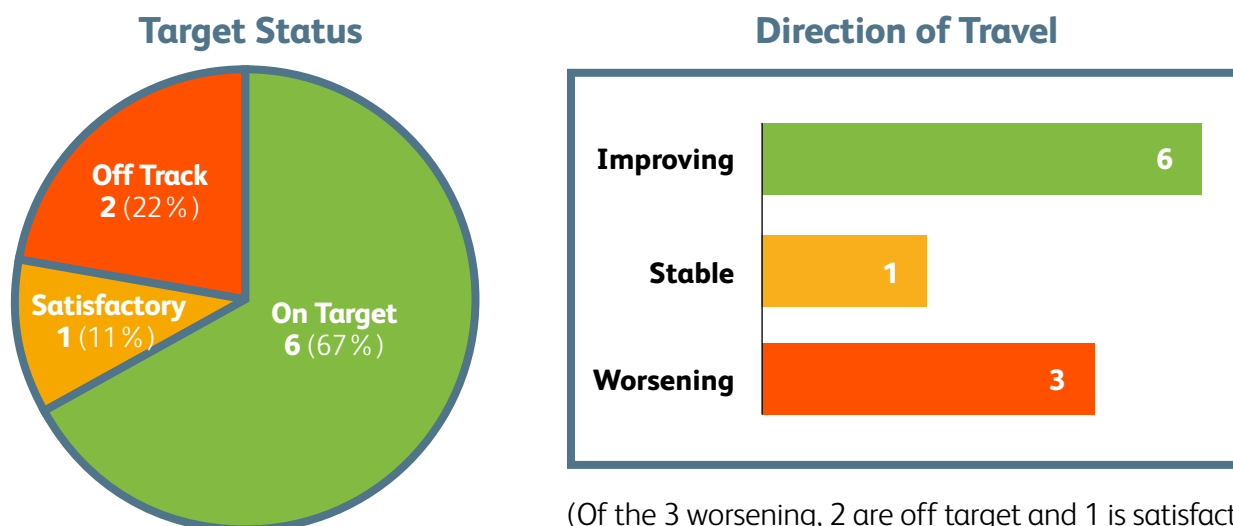 Target Status
Off Track
2 (22%)
Satisfactory
1 (11%)
On Target
6 (67%)
Direction of Travel
Improving
6
Stable
1
Worsening
3
(Of the 3 worsening, 2 are off target and 1 is